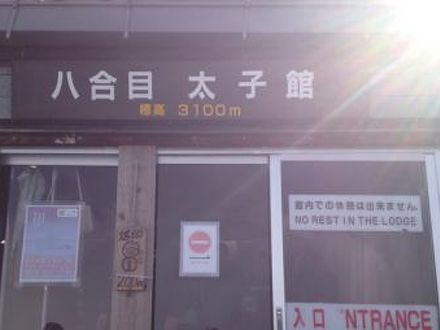 八合目 太子館
標高 3100m
館内での休憩は出来ません。
NO REST IN THE LODGE
入口 ENTRANCE